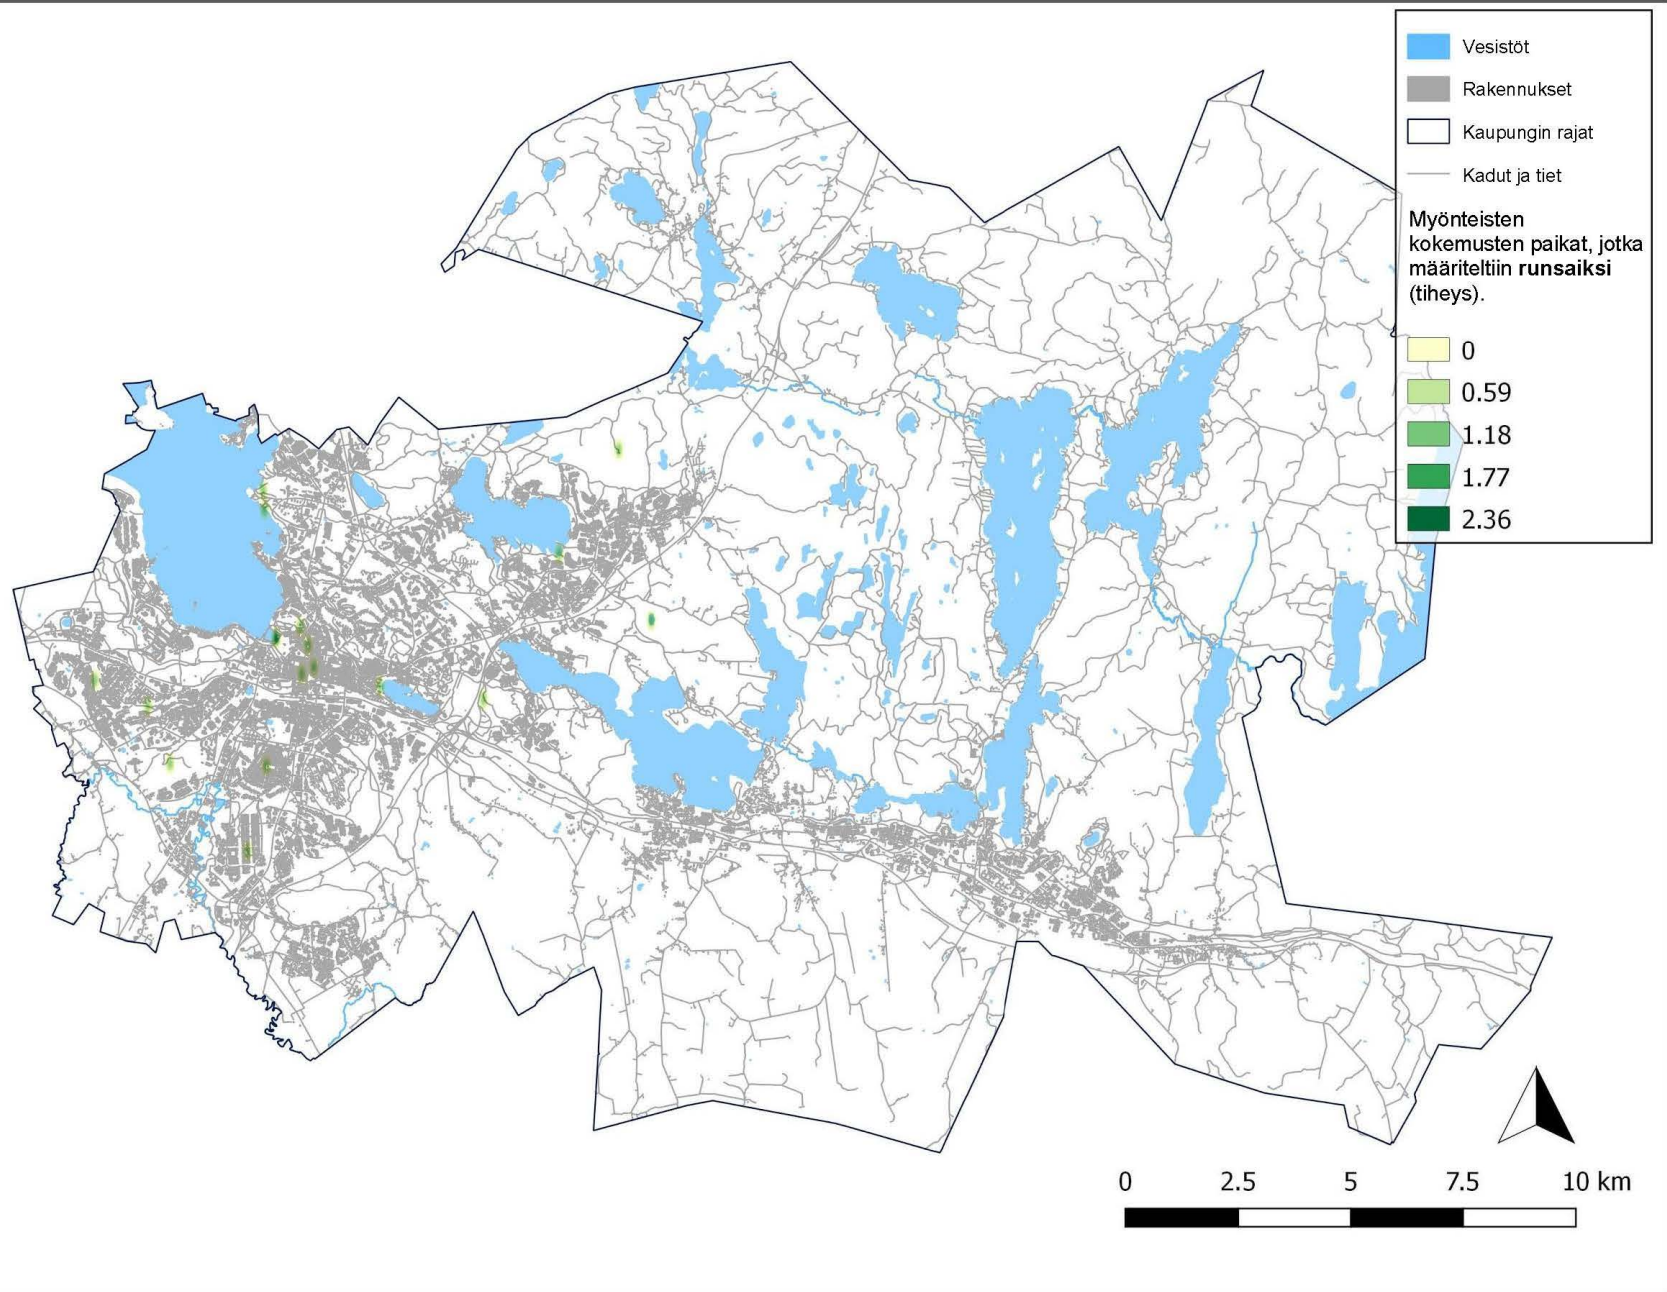 Vesistöt
Rakennukset
Kaupungin rajat
Kadut ja tiet
Myönteisten
kokemusten paikat, jotka
määriteltiin runsaiksi
(tiheys).
0
0.59
1.18
1.77
2.36
0 2.5 5 7.5 10 km